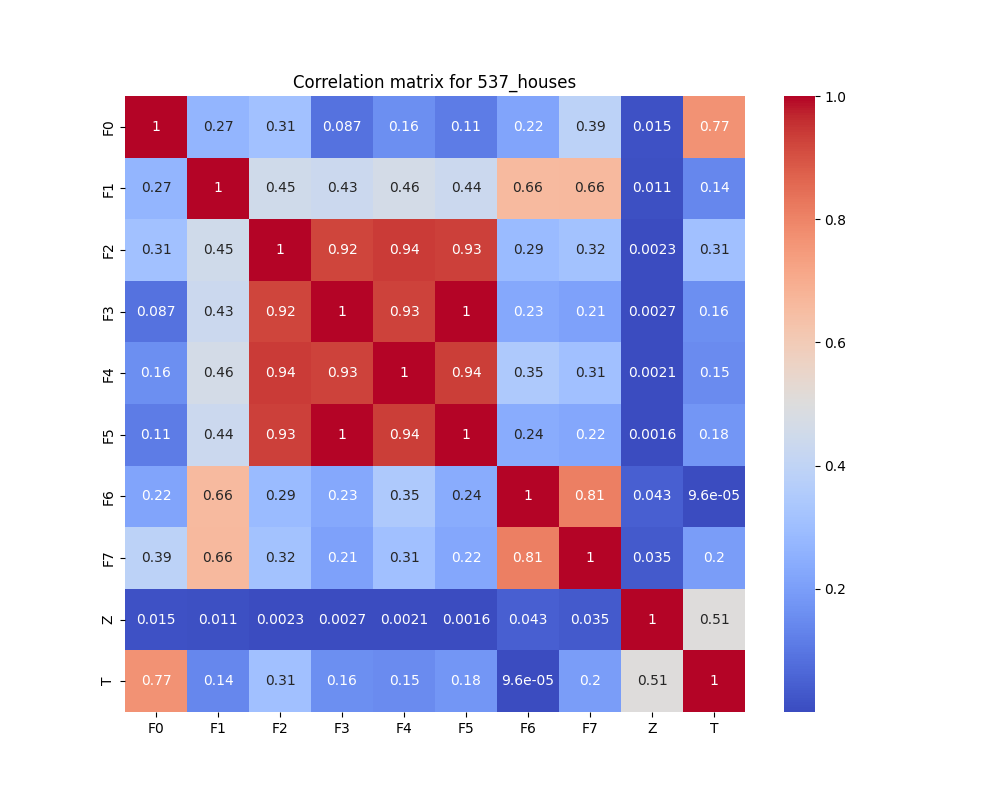 Correlation matrix for 537_houses
F0 1 0.27 0.31 0.087 0.16 0.11 0.22 0.39 0.015 0.77
F1 0.27 1 0.45 0.43 0.46 0.44 0.66 0.66 0.011 0.14
F2 0.31 0.45 1 0.92 0.94 0.93 0.29 0.32 0.0023 0.31
F3 0.087 0.43 0.92 1 0.93 1 0.23 0.21 0.0027 0.16
F4 0.16 0.46 0.94 0.93 1 0.94 0.35 0.31 0.0021 0.15
F5 0.11 0.44 0.93 1 0.94 1 0.24 0.22 0.0016 0.18
F6 0.22 0.66 0.29 0.23 0.35 0.24 1 0.81 0.043 9.6e-05
F7 0.39 0.66 0.32 0.21 0.31 0.22 0.81 1 0.035 0.2
Z 0.015 0.011 0.0023 0.0027 0.0021 0.0016 0.043 0.035 1 0.51
T 0.77 0.14 0.31 0.16 0.15 0.18 9.6e-05 0.2 0.51 1
F0 F1 F2 F3 F4 F5 F6 F7 Z T
1.0
0.8
0.6
0.4
0.2